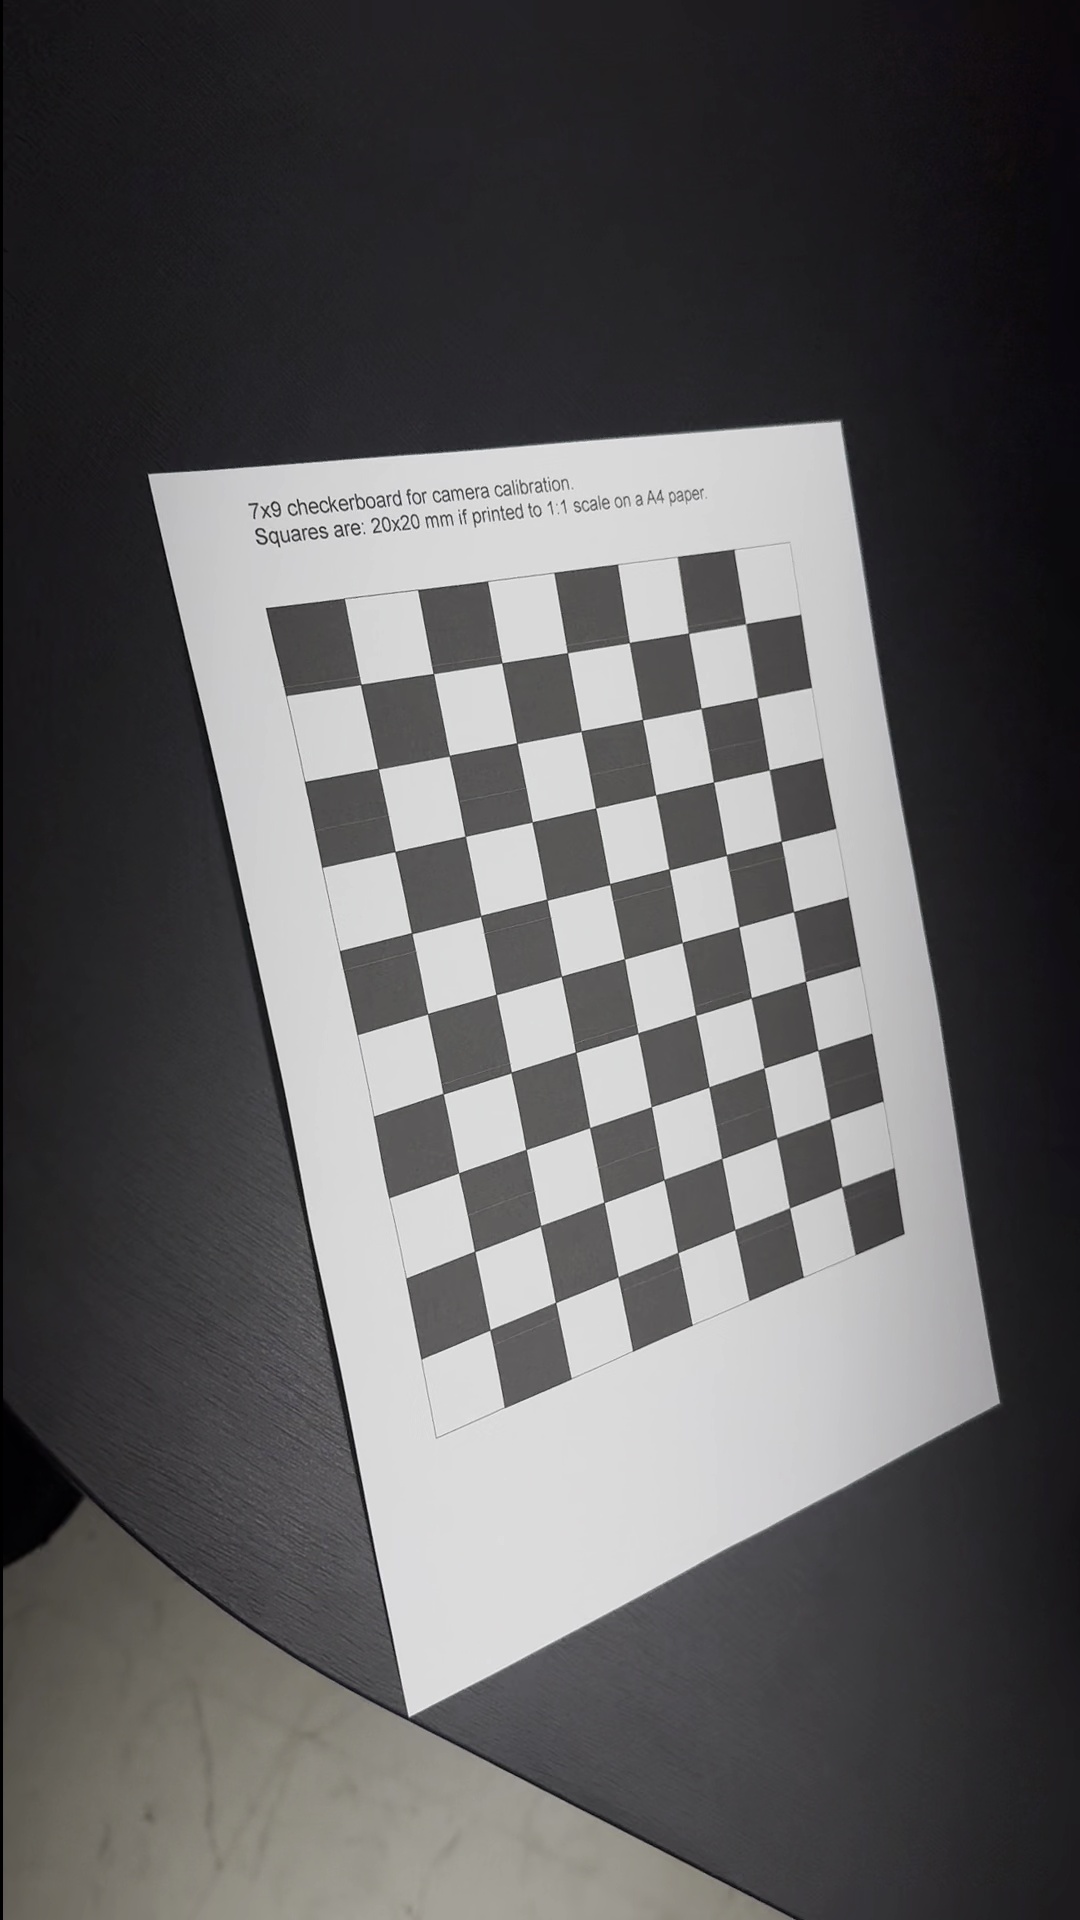 7x9 checkerboard for camera calibration.
Squares are: 20x20 mm if printed to 1:1 scale on a A4 paper.